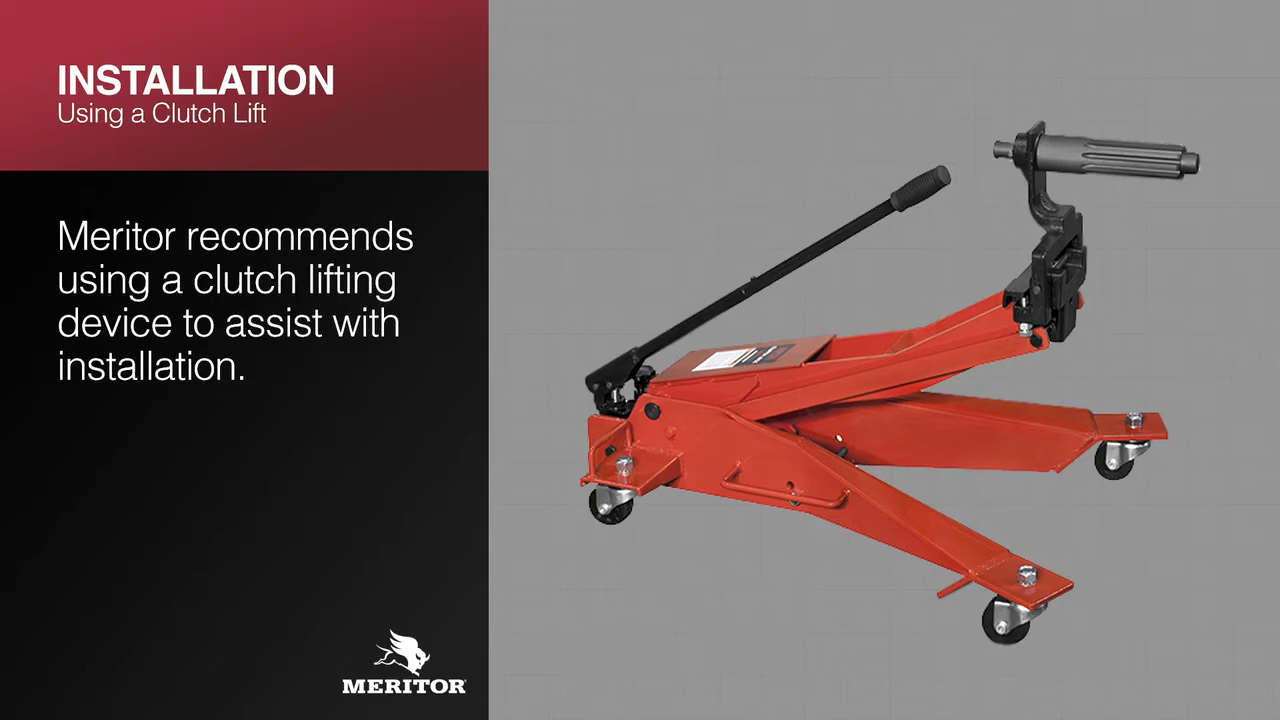 INSTALLATION
Using a Clutch Lift
Meritor recommends
using a clutch lifting
device to assist with
installation.
MERITOR